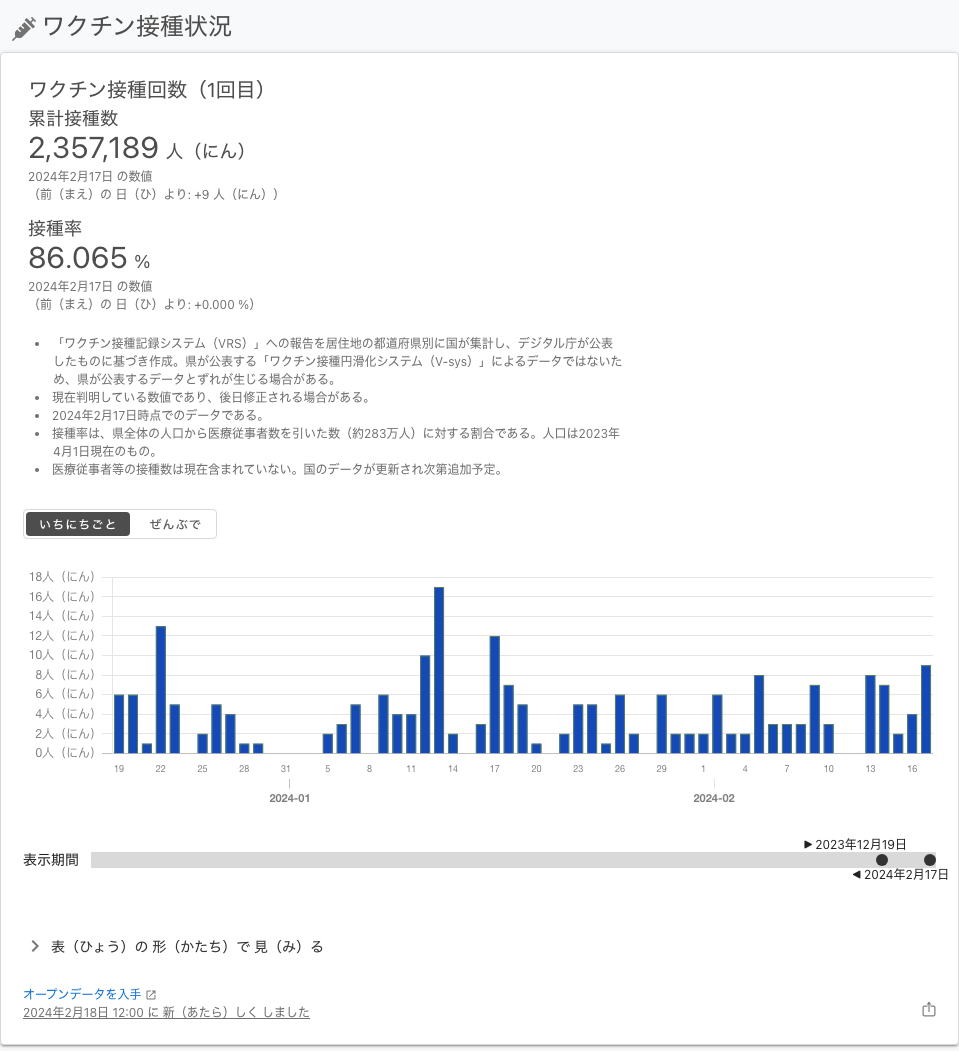 ワクチン接種状況
ワクチン接種回数（1回目）
累計接種数
2,357,189 人（にん）
2024年2月17日 の数値
（前（まえ）の 日（ひ）より: +9 人（にん））
接種率
86.065 %
2024年2月17日 の数値
（前（まえ）の 日（ひ）より: +0.000 %）
• 「ワクチン接種記録システム（VRS）」への報告を居住地の都道府県別に国が集計し、デジタル庁が公表
したものに基づき作成。県が公表する「ワクチン接種円滑化システム（V-sys）」によるデータではないた
め、県が公表するデータとずれが生じる場合がある。
• 現在判明している数値であり、後日修正される場合がある。
• 2024年2月17日時点でのデータである。
• 接種率は、県全体の人口から医療従事者数を引いた数（約283万人）に対する割合である。人口は2023年
4月1日現在のもの。
• 医療従事者等の接種数は現在含まれていない。国のデータが更新され次第追加予定。
いちにちごと ぜんぶで
18人（にん）
16人（にん）
14人（にん）
12人（にん）
10人（にん）
8人（にん）
6人（にん）
4人（にん）
2人（にん）
0人（にん）
19 22 25 28 31 5 8 11 14 17 20 23 26 29 1 4 7 10 13 16
2024-01 2024-02
▶ 2023年12月19日
表示期間
◀ 2024年2月17日
表（ひょう）の 形（かたち）で 見（み）る
オープンデータを入手
2024年2月18日 12:00 に 新（あたら）しく しました